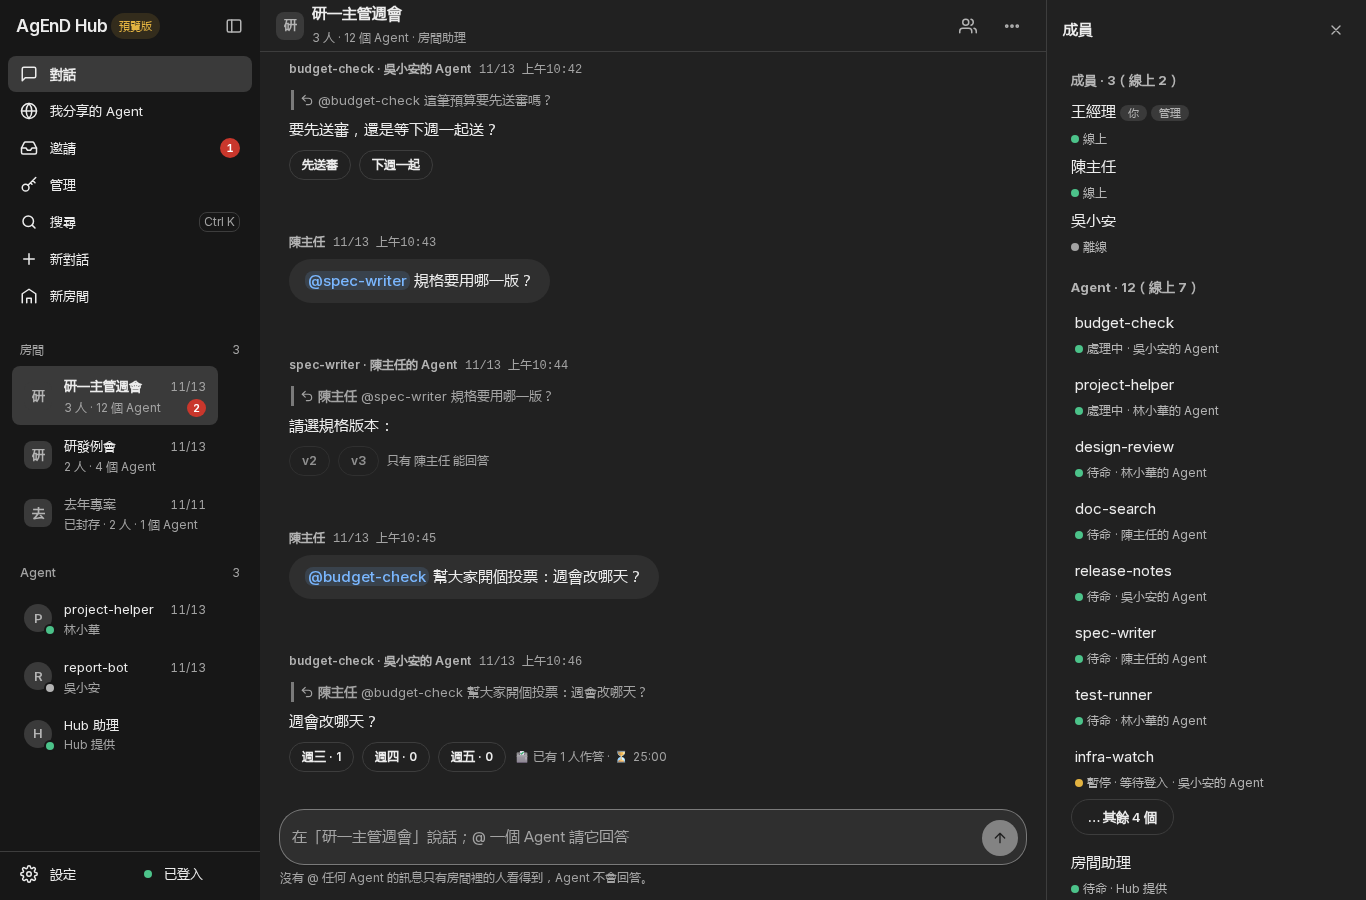 AgEnD Hub 預覽版
對話
我分享的 Agent
邀請 1
管理
搜尋 Ctrl K
新對話
新房間
房間 3
研 研一主管週會 11/13
3 人 · 12 個 Agent 2
研 研發例會 11/13
2 人 · 4 個 Agent
去 去年專案 11/11
已封存 · 2 人 · 1 個 Agent
Agent 3
P project-helper 11/13
林小華
R report-bot 11/13
吳小安
H Hub 助理
Hub 提供
設定 已登入
研 研一主管週會
3 人 · 12 個 Agent · 房間助理
budget-check · 吳小安的 Agent 11/13 上午10:42
@budget-check 這筆預算要先送審嗎？
要先送審，還是等下週一起送？
先送審 下週一起
陳主任 11/13 上午10:43
@spec-writer 規格要用哪一版？
spec-writer · 陳主任的 Agent 11/13 上午10:44
陳主任 @spec-writer 規格要用哪一版？
請選規格版本：
v2 v3 只有 陳主任 能回答
陳主任 11/13 上午10:45
@budget-check 幫大家開個投票：週會改哪天？
budget-check · 吳小安的 Agent 11/13 上午10:46
陳主任 @budget-check 幫大家開個投票：週會改哪天？
週會改哪天？
週三 · 1 週四 · 0 週五 · 0 已有 1 人作答 · ⏳ 25:00
在「研一主管週會」說話；@ 一個 Agent 請它回答
沒有 @ 任何 Agent 的訊息只有房間裡的人看得到，Agent 不會回答。
成員
成員 · 3（線上 2）
王經理 你 管理
線上
陳主任
線上
吳小安
離線
Agent · 12（線上 7）
budget-check
處理中 · 吳小安的 Agent
project-helper
處理中 · 林小華的 Agent
design-review
待命 · 林小華的 Agent
doc-search
待命 · 陳主任的 Agent
release-notes
待命 · 吳小安的 Agent
spec-writer
待命 · 陳主任的 Agent
test-runner
待命 · 林小華的 Agent
infra-watch
暫停 · 等待登入 · 吳小安的 Agent
…其餘 4 個
房間助理
待命 · Hub 提供